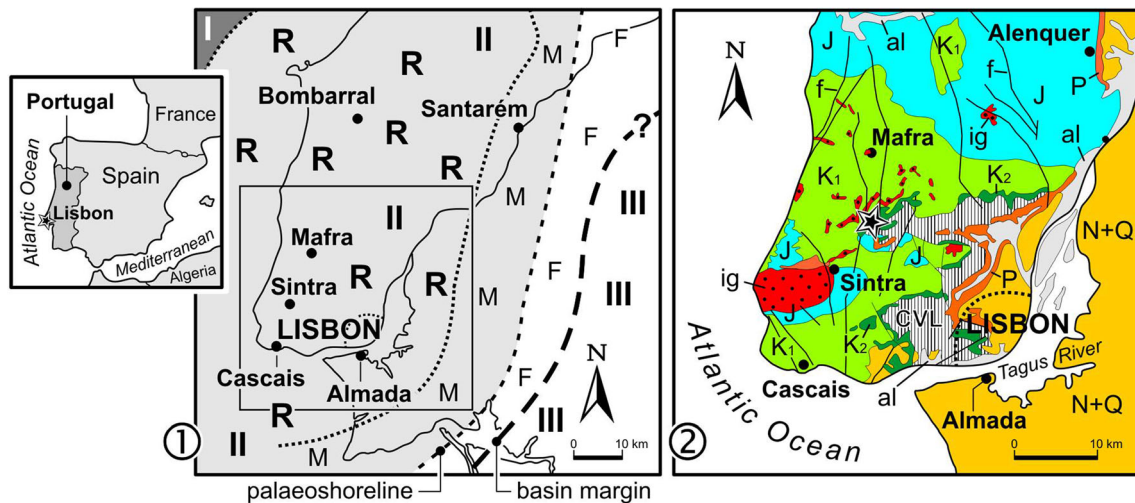 Portugal
France
Atlantic Ocean
Spain
Lisbon
Mediterranean
Algeria
I
R
II
M
F
R
Bombarral
Santarém
R
R
R
F
?
M
III
II
Mafra
R
R
M
F
III
Sintra
LISBON
F
III
Cascais
Almada
R
M
N
II
M
III
10 km
0
1
palaeoshoreline
basin margin
J
al
K1
Alenquer
N
f
f
J
P
ig
al
Mafra
K1
K2
N+Q
J
J
ig
Sintra
P
J
CVL
LISBON
K1
K2
Cascais
al
Tagus River
Almada
N+Q
Atlantic Ocean
0
10 km
2